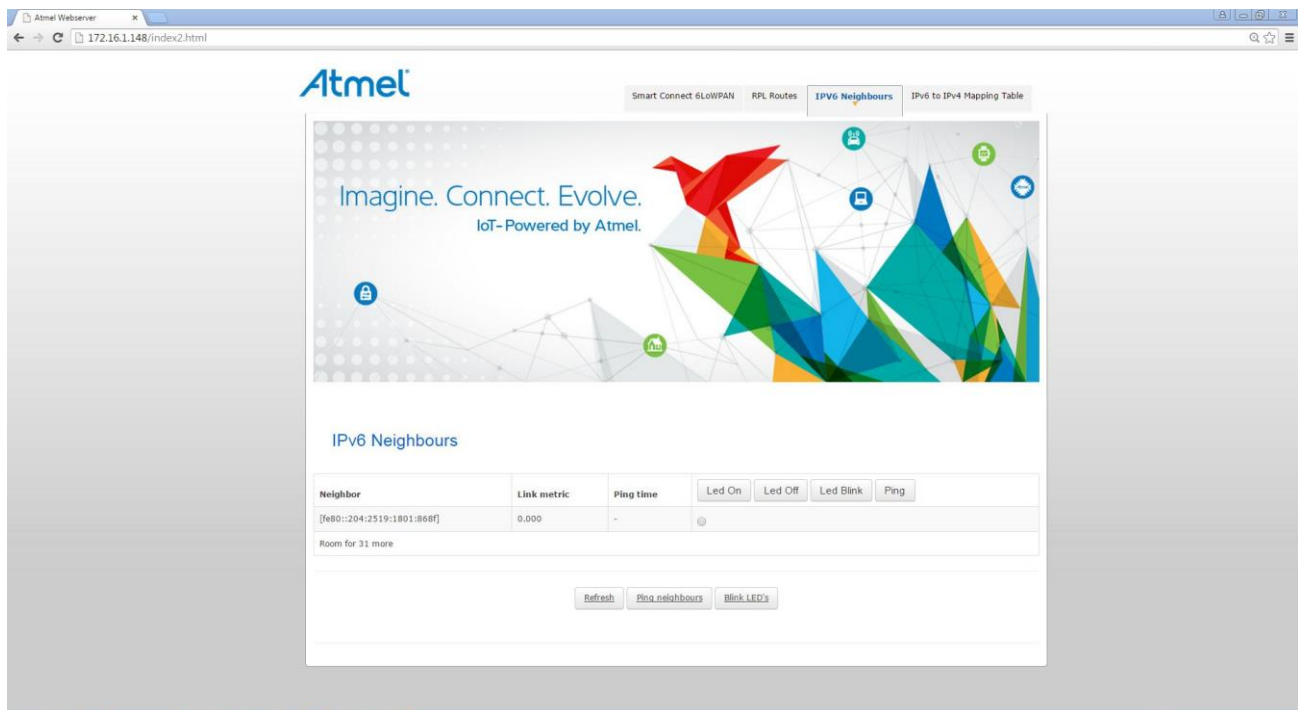 Atmel Webserver
172.16.1.148/index2.html
Atmel
Smart Connect 6LoWPAN
RPL Routes
IPV6 Neighbours
IPv6 to IPv4 Mapping Table
Imagine. Connect. Evolve.
IoT-Powered by Atmel.
IPv6 Neighbours
Neighbor Link metric Ping time Led On Led Off Led Blink Ping
[fe80::204:2519:1801:868f] 0.000 -
Room for 31 more
Refresh Ping neighbours Blink LED's